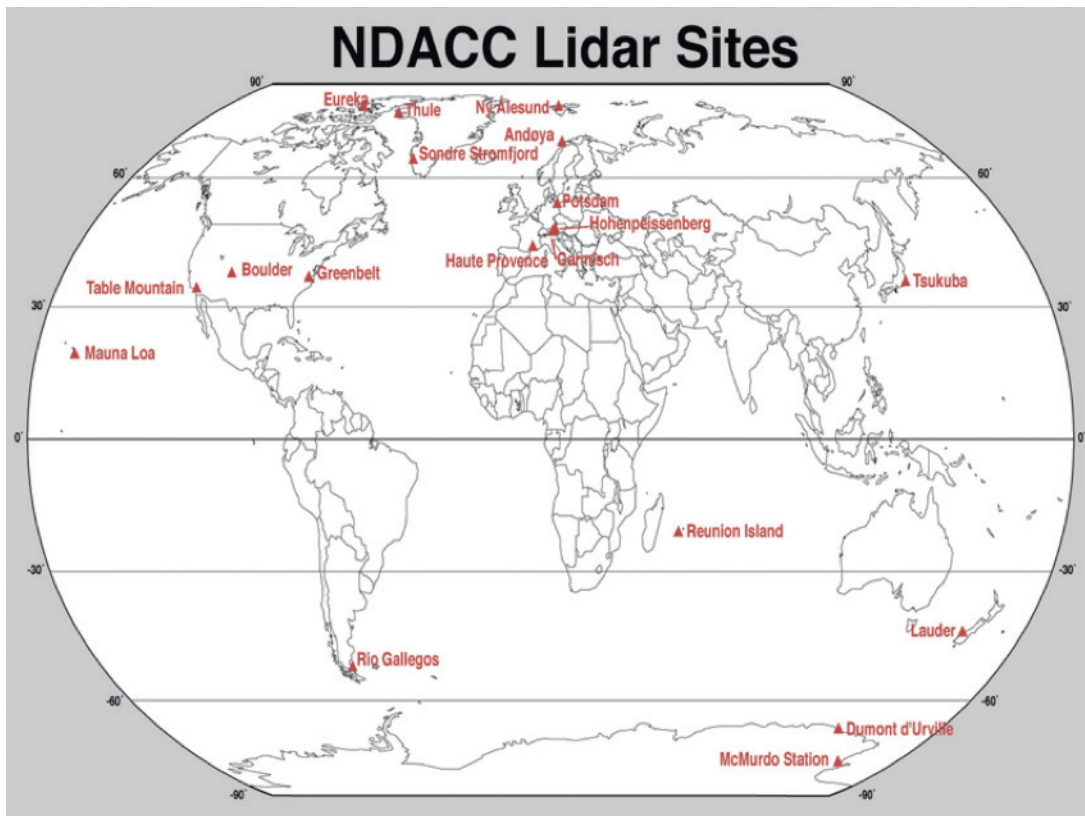 NDACC Lidar Sites
90°
90°
Eureka
Thule
Ny Alesund
Andøya
Sondre Stromfjord
60°
60°
Potsdam
Hohenpeissenberg
Haute Provence
Garmisch
Boulder
Greenbelt
Table Mountain
Tsukuba
30°
30°
Mauna Loa
0°
0°
Reunion Island
-30°
-30°
Lauder
Rio Gallegos
-60°
-60°
Dumont d'Urville
McMurdo Station
-90°
-90°